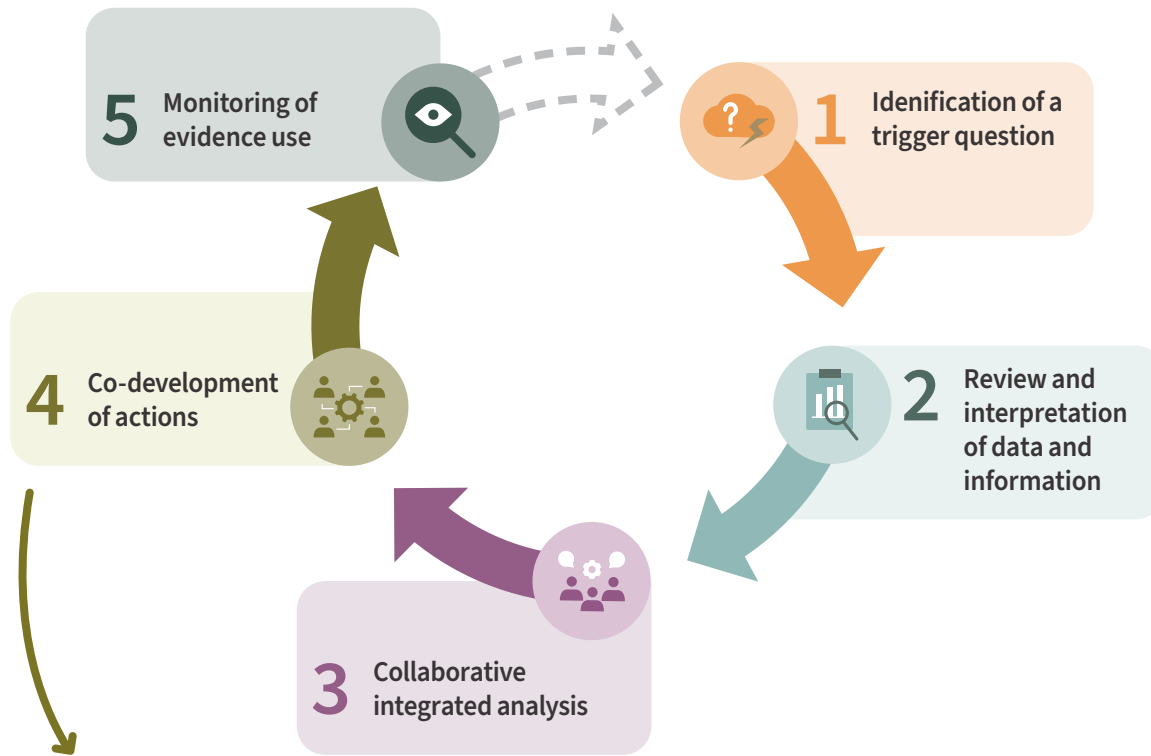 1
Idenification of a
trigger question
2
Review and
interpretation
of data and
information
3
Collaborative
integrated analysis
4
Co-development
of actions
5
Monitoring of
evidence use
?